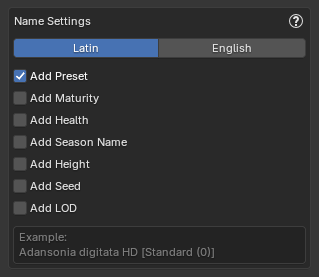 Name Settings ?
Latin English
Add Preset
Add Maturity
Add Health
Add Season Name
Add Height
Add Seed
Add LOD
Example:
Adansonia digitata HD [Standard (0)]